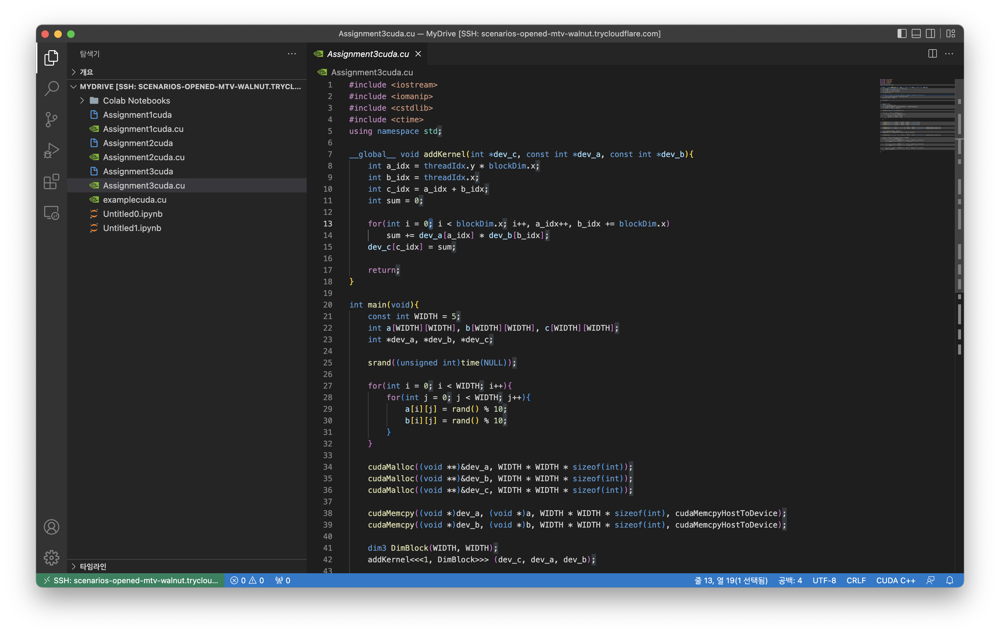 Assignment3cuda.cu — MyDrive [SSH: scenarios-opened-mtv-walnut.trycloudflare.com]
탐색기
개요
MYDRIVE [SSH: SCENARIOS-OPENED-MTV-WALNUT.TRYCL...
Colab Notebooks
Assignment1cuda
Assignment1cuda.cu
Assignment2cuda
Assignment2cuda.cu
Assignment3cuda
Assignment3cuda.cu
examplecuda.cu
Untitled0.ipynb
Untitled1.ipynb
타임라인
Assignment3cuda.cu
Assignment3cuda.cu
1 #include <iostream>
2 #include <iomanip>
3 #include <cstdlib>
4 #include <ctime>
5 using namespace std;
6
7 __global__ void addKernel(int *dev_c, const int *dev_a, const int *dev_b){
8     int a_idx = threadIdx.y * blockDim.x;
9     int b_idx = threadIdx.x;
10     int c_idx = a_idx + b_idx;
11     int sum = 0;
12
13     for(int i = 0; i < blockDim.x; i++, a_idx++, b_idx += blockDim.x)
14         sum += dev_a[a_idx] * dev_b[b_idx];
15     dev_c[c_idx] = sum;
16
17     return;
18 }
19
20 int main(void){
21     const int WIDTH = 5;
22     int a[WIDTH][WIDTH], b[WIDTH][WIDTH], c[WIDTH][WIDTH];
23     int *dev_a, *dev_b, *dev_c;
24
25     srand((unsigned int)time(NULL));
26
27     for(int i = 0; i < WIDTH; i++){
28         for(int j = 0; j < WIDTH; j++){
29             a[i][j] = rand() % 10;
30             b[i][j] = rand() % 10;
31         }
32     }
33
34     cudaMalloc((void **)&dev_a, WIDTH * WIDTH * sizeof(int));
35     cudaMalloc((void **)&dev_b, WIDTH * WIDTH * sizeof(int));
36     cudaMalloc((void **)&dev_c, WIDTH * WIDTH * sizeof(int));
37
38     cudaMemcpy((void *)dev_a, (void *)a, WIDTH * WIDTH * sizeof(int), cudaMemcpyHostToDevice);
39     cudaMemcpy((void *)dev_b, (void *)b, WIDTH * WIDTH * sizeof(int), cudaMemcpyHostToDevice);
40
41     dim3 DimBlock(WIDTH, WIDTH);
42     addKernel<<<1, DimBlock>>> (dev_c, dev_a, dev_b);
43
SSH: scenarios-opened-mtv-walnut.tryclou... 0 0 0 줄 13, 열 19(1 선택됨) 공백: 4 UTF-8 CRLF CUDA C++